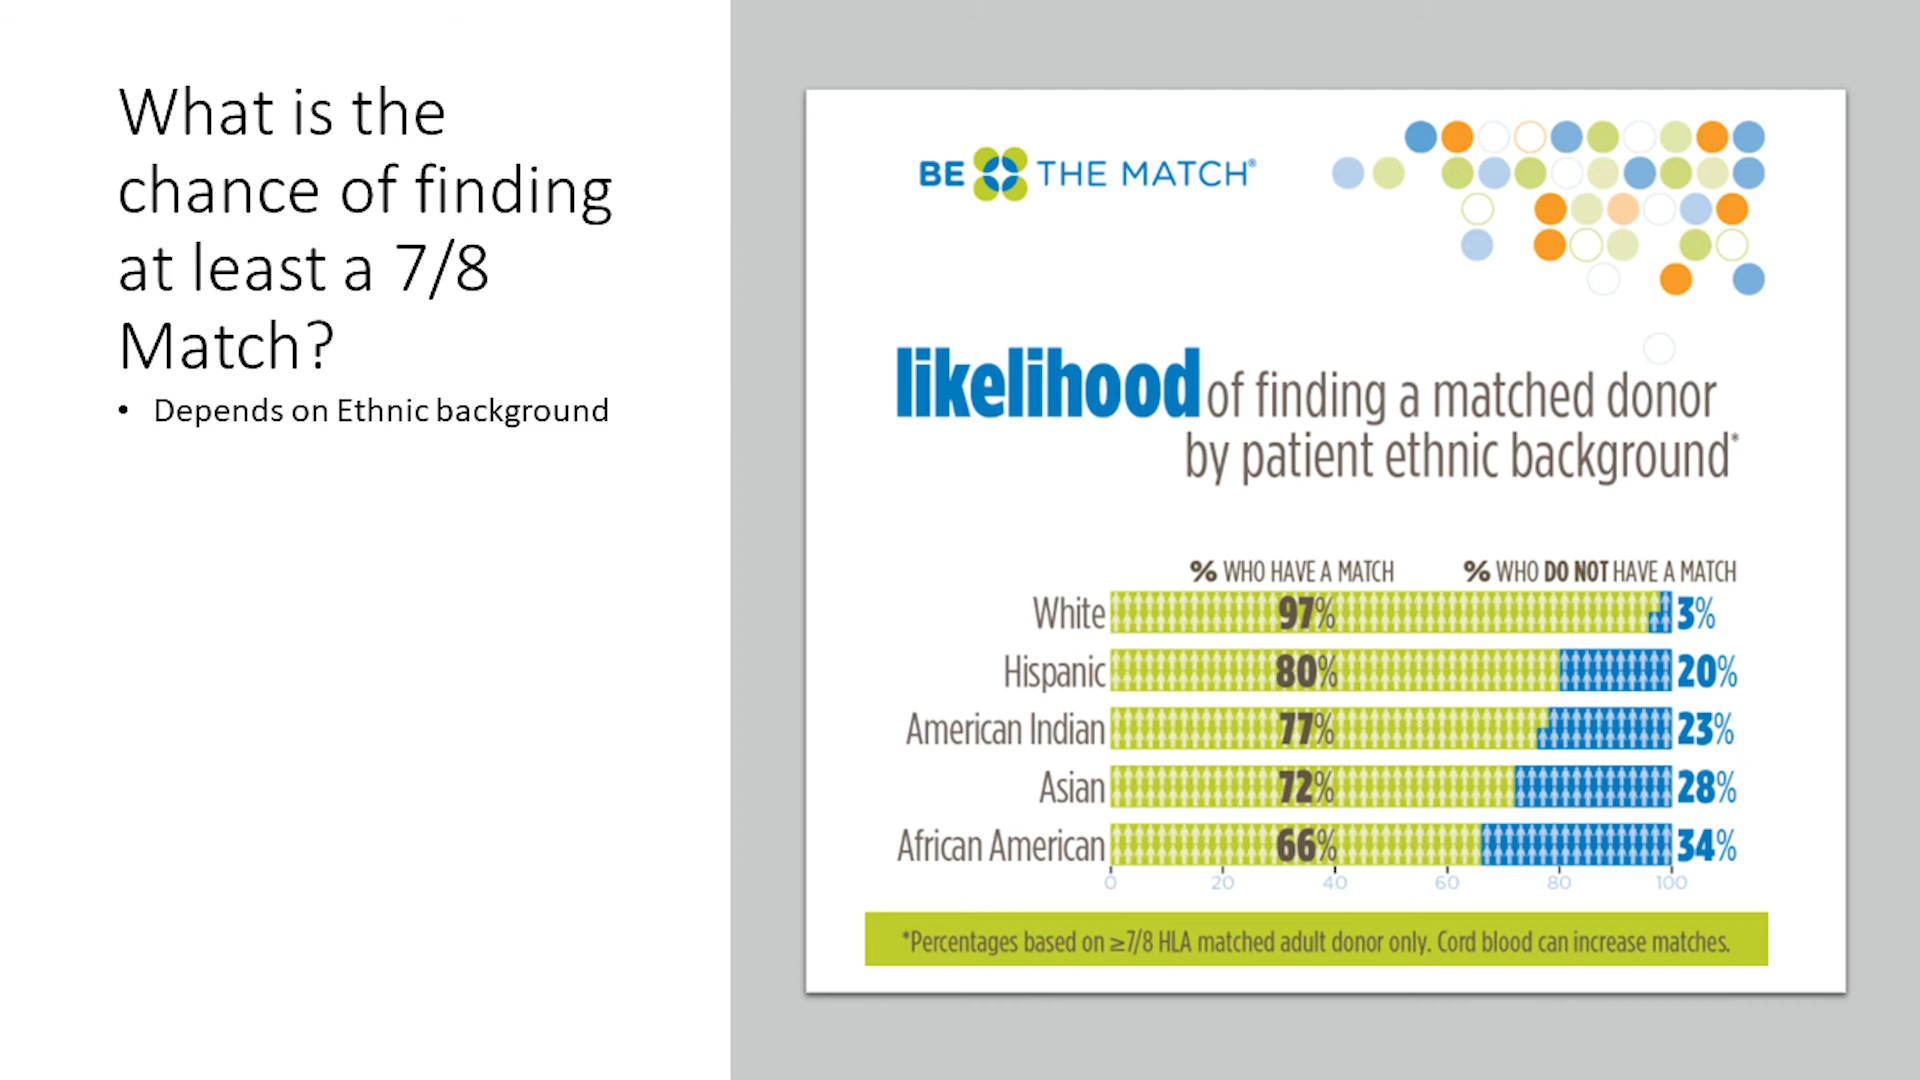 What is the
chance of finding
at least a 7/8
Match?
• Depends on Ethnic background
BE THE MATCH®
likelihood of finding a matched donor
by patient ethnic background*
% WHO HAVE A MATCH % WHO DO NOT HAVE A MATCH
White 97% 3%
Hispanic 80% 20%
American Indian 77% 23%
Asian 72% 28%
African American 66% 34%
0 20 40 60 80 100
*Percentages based on ≥7/8 HLA matched adult donor only. Cord blood can increase matches.